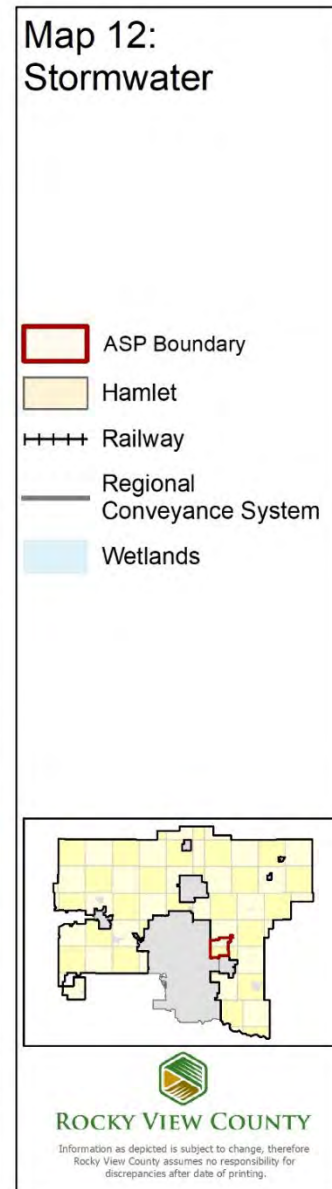 Map 12:
Stormwater
ASP Boundary
Hamlet
Railway
Regional
Conveyance System
Wetlands
ROCKY VIEW COUNTY
Information as depicted is subject to change, therefore
Rocky View County assumes no responsibility for
discrepancies after date of printing.